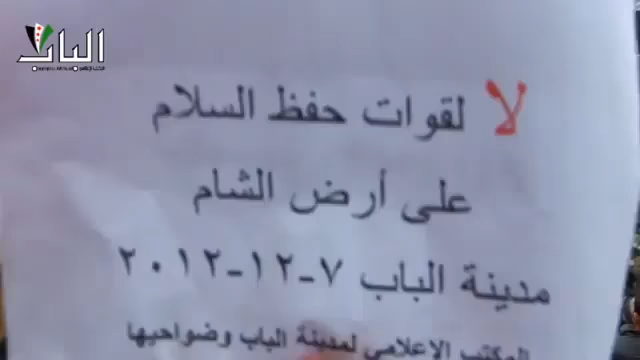 الباب
لا لقوات حفظ السلام
على أرض الشام
مدينة الباب ٧-١٢-٢٠١٢
المكتب الإعلامي لمدينة الباب وضواحيها